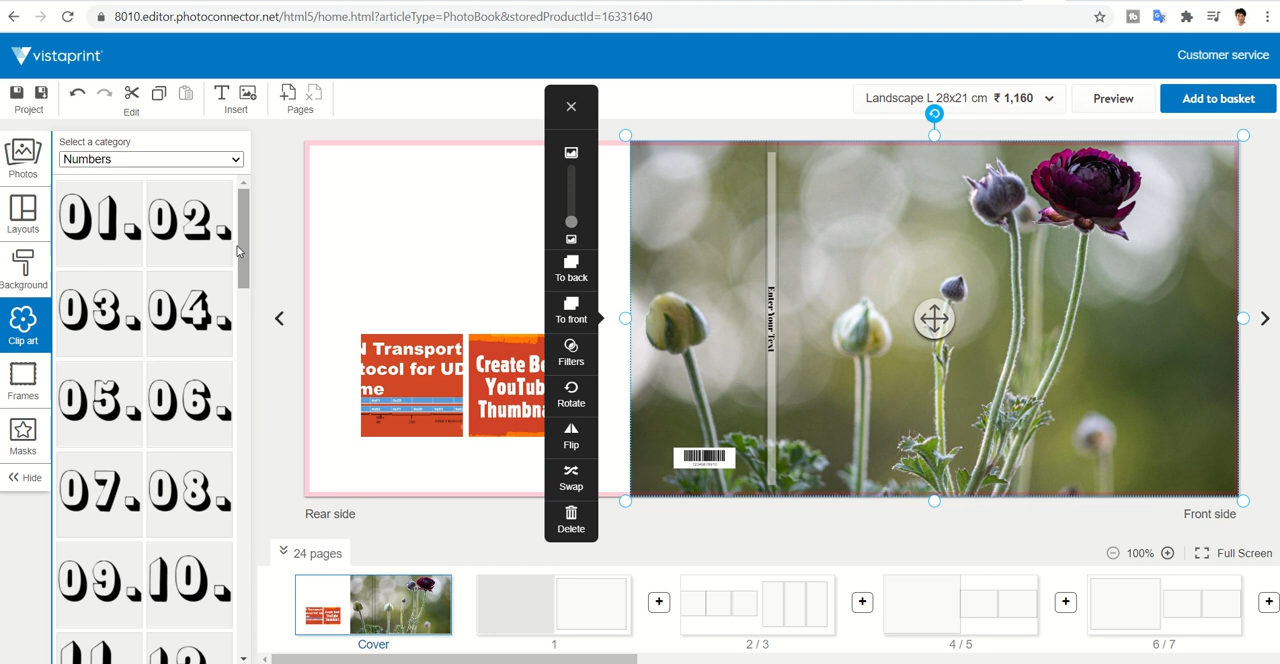 8010.editor.photoconnector.net/html5/home.html?articleType=PhotoBook&storedProductId=16331640
vistaprint
Customer service
Project
Edit
Insert
Pages
Landscape L 28x21 cm ₹ 1,160
Preview
Add to basket
Photos
Layouts
Background
Clip art
Frames
Masks
Hide
Select a category
Numbers
01.
02.
03.
04.
05.
06.
07.
08.
09.
10.
To back
To front
Filters
Rotate
Flip
Swap
Delete
N Transport
tocol for UD
me
Create Be
YouTub
Thumbna
Enter Your Text
Rear side
Front side
24 pages
100%
Full Screen
Cover
1
2 / 3
4 / 5
6 / 7